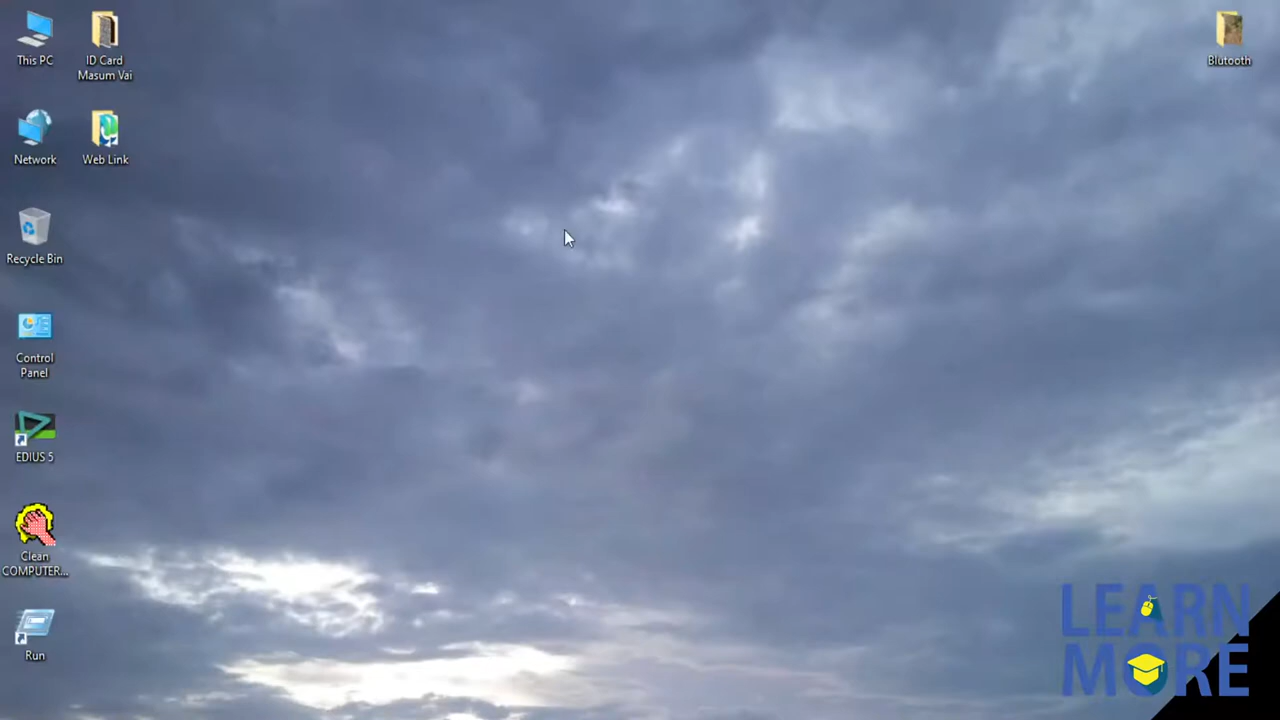 This PC
ID Card
Masum Vai
Blutooth
Network
Web Link
Recycle Bin
Control
Panel
EDIUS 5
Clean
COMPUTER...
Run
LEARN
MORE